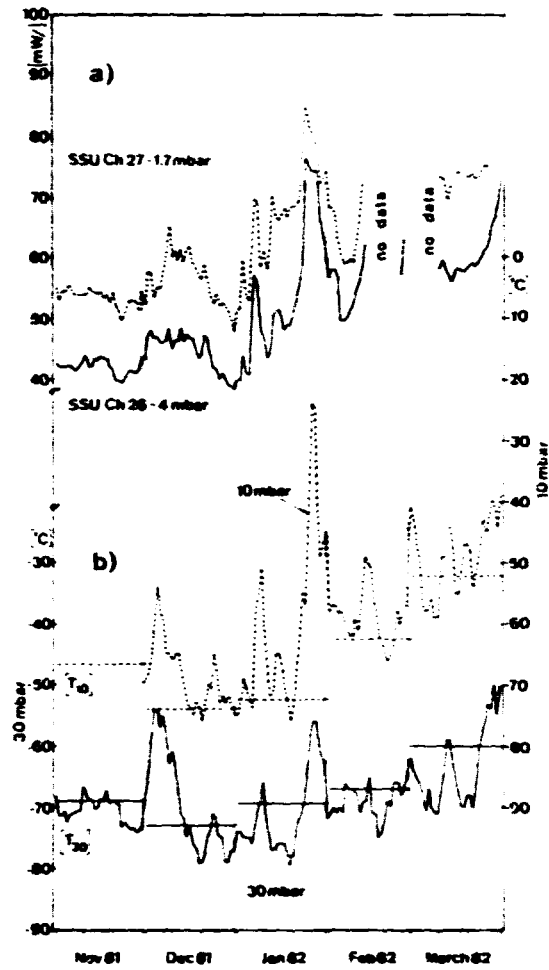 100
[mW/]
90
a)
80
SSU Ch 27 - 1.7 mbar
70
no data
no data
60
0
[°C]
50
10
40
20
SSU Ch 26 - 4 mbar
30
10 mbar
40
10 mbar
[°C]
30
b)
50
-40
60
[T10]
-50
70
30 mbar
-60
80
-70
90
[T30]
-80
30 mbar
-90
Nov 81 Dec 81 Jan 82 Feb 82 March 82